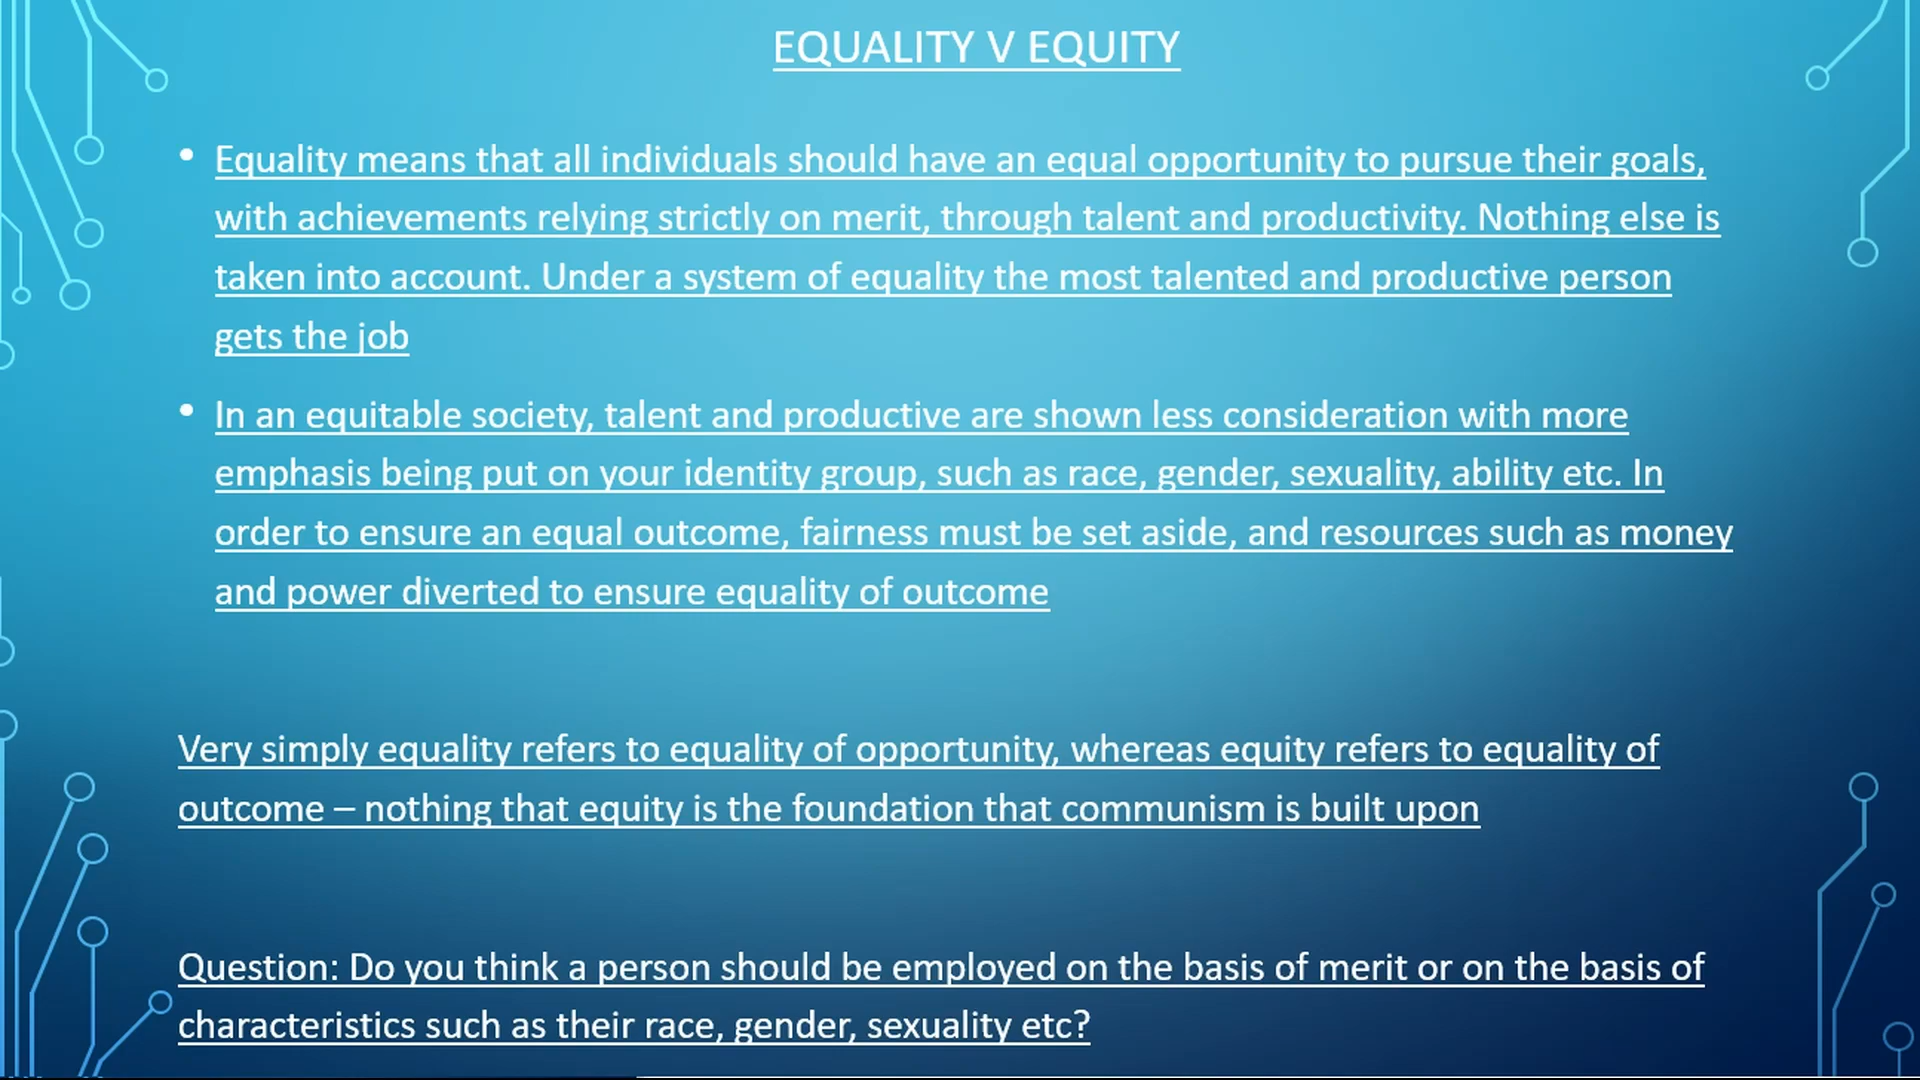 EQUALITY V EQUITY
• Equality means that all individuals should have an equal opportunity to pursue their goals,
with achievements relying strictly on merit, through talent and productivity. Nothing else is
taken into account. Under a system of equality the most talented and productive person
gets the job
• In an equitable society, talent and productive are shown less consideration with more
emphasis being put on your identity group, such as race, gender, sexuality, ability etc. In
order to ensure an equal outcome, fairness must be set aside, and resources such as money
and power diverted to ensure equality of outcome
Very simply equality refers to equality of opportunity, whereas equity refers to equality of
outcome – nothing that equity is the foundation that communism is built upon
Question: Do you think a person should be employed on the basis of merit or on the basis of
characteristics such as their race, gender, sexuality etc?